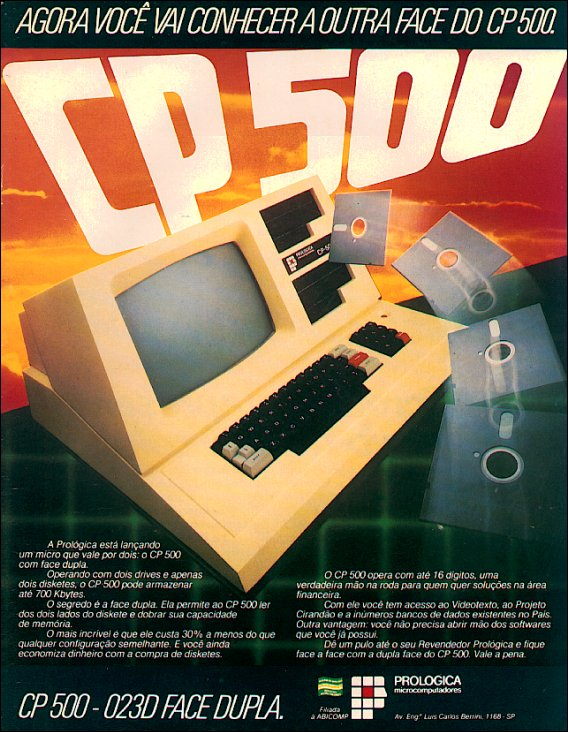 AGORA VOCÊ VAI CONHECER A OUTRA FACE DO CP 500.
CP 500
PROLOGICA
CP-500
A Prológica está lançando
um micro que vale por dois: o CP 500
com face dupla.
Operando com dois drives e apenas
dois disketes, o CP 500 pode armazenar
até 700 Kbytes.
O segredo é a face dupla. Ela permite ao CP 500 ler
dos dois lados do diskete e dobrar sua capacidade
de memória.
O mais incrível é que ele custa 30% a menos do que
qualquer configuração semelhante. E você ainda
economiza dinheiro com a compra de disketes.
O CP 500 opera com até 16 dígitos, uma
verdadeira mão na roda para quem quer soluções na área
financeira.
Com ele você tem acesso ao Videotexto, ao Projeto
Cirandão e a inúmeros bancos de dados existentes no País.
Outra vantagem: você não precisa abrir mão dos softwares
que você já possui.
Dê um pulo até o seu Revendedor Prológica e fique
face a face com a dupla face do CP 500. Vale a pena.
CP 500 - 023D FACE DUPLA.
Filiada
à ABICOMP
PROLOGICA
microcomputadores
Av. Engº Luis Carlos Berrini, 1168 - SP